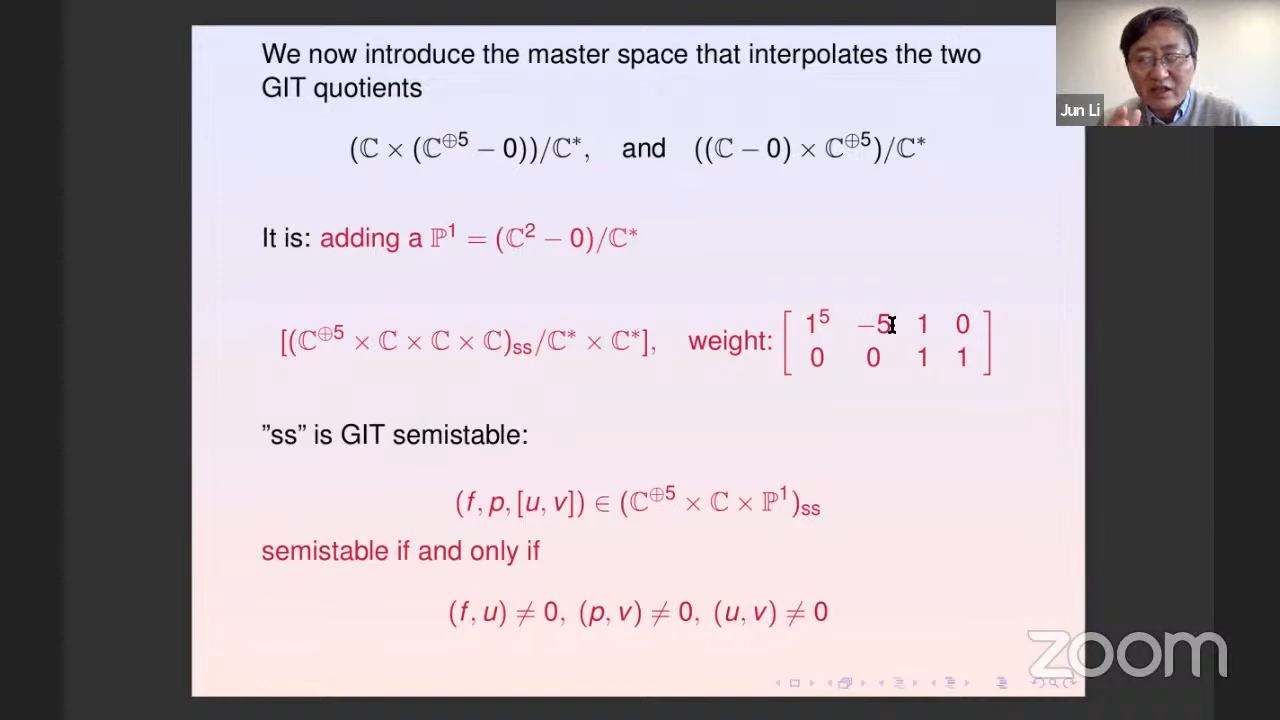 We now introduce the master space that interpolates the two
GIT quotients
(ℂ × (ℂ^{⊕5} − 0))/ℂ*, and ((ℂ − 0) × ℂ^{⊕5})/ℂ*
It is: adding a ℙ¹ = (ℂ² − 0)/ℂ*
[(ℂ^{⊕5} × ℂ × ℂ × ℂ)_{ss}/ℂ* × ℂ*], weight: [ 1⁵ −5 1 0
0 0 1 1 ]
"ss" is GIT semistable:
(f, p, [u, v]) ∈ (ℂ^{⊕5} × ℂ × ℙ¹)_{ss}
semistable if and only if
(f, u) ≠ 0, (p, v) ≠ 0, (u, v) ≠ 0
Jun Li
zoom